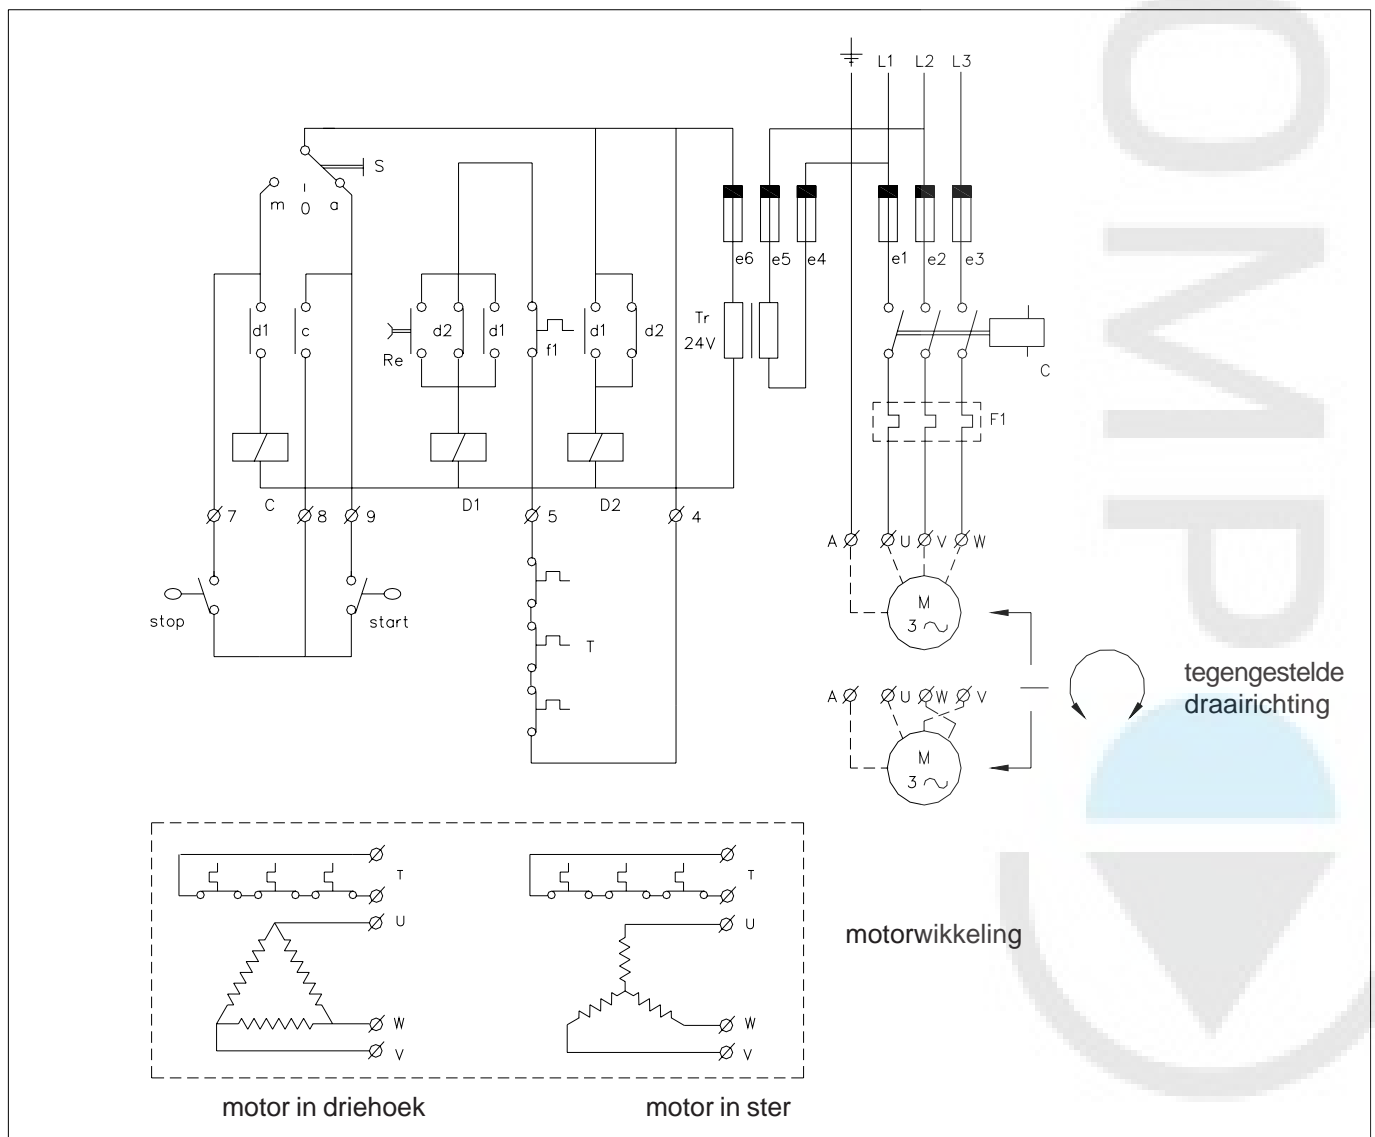 L1 L2 L3
S
m 0 a
e6 e5 e4 e1 e2 e3
d1 c d2 d1 d1 d2
Re f1
Tr
24V
C
F1
C D1 D2
7 8 9 5 4
A U V W
stop start
M
3
T
tegengestelde
draairichting
A U W V
M
3
T T
U U
motorwikkeling
W W
V V
motor in driehoek motor in ster
OMP